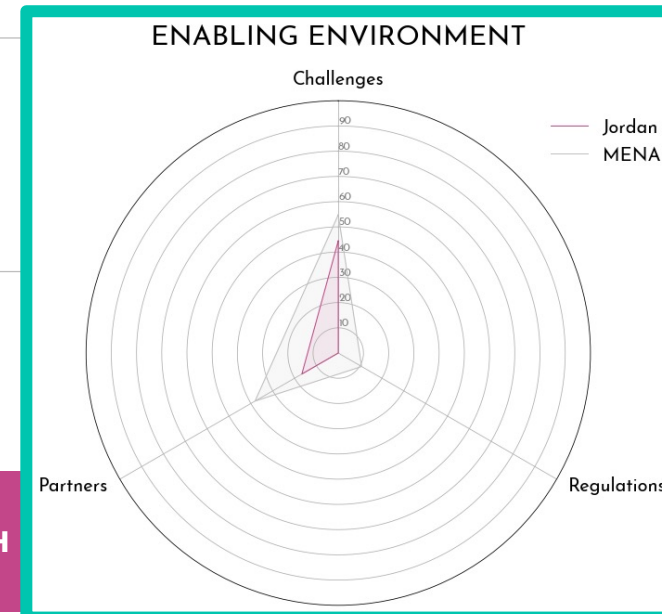 ENABLING ENVIRONMENT
Challenges
Jordan
MENA
90
80
70
60
50
40
30
20
10
Partners
Regulations
H